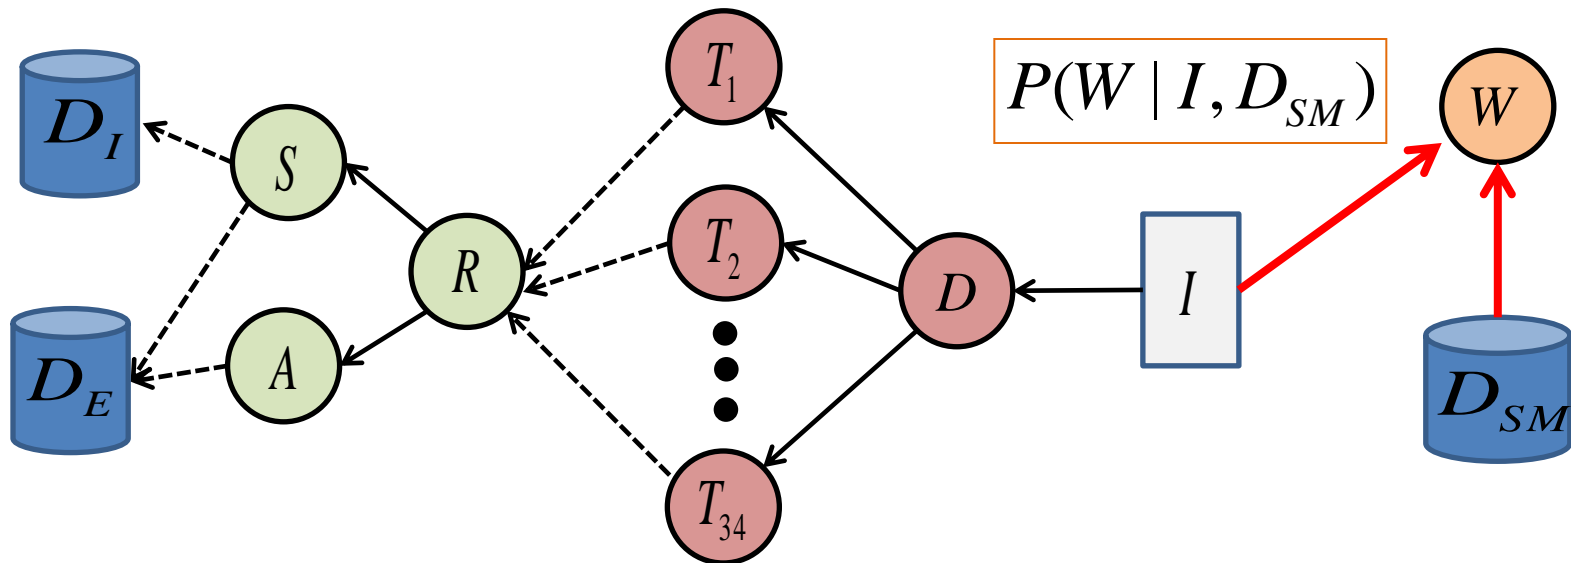 D_I
S
D_E
A
R
T_1
T_2
T_34
D
I
P(W | I, D_SM)
W
D_SM